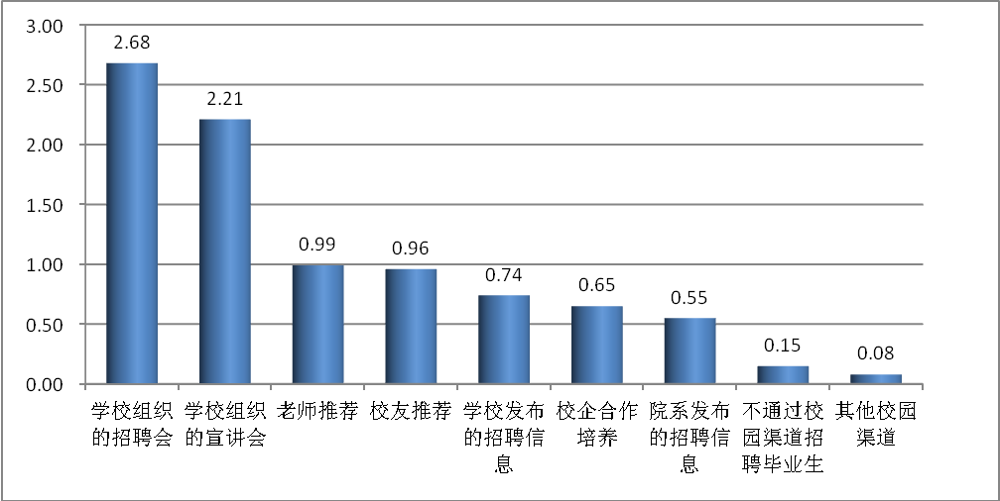 3.00
2.50
2.00
1.50
1.00
0.50
0.00
2.68
2.21
0.99
0.96
0.74
0.65
0.55
0.15
0.08
学校组织
的招聘会
学校组织
的宣讲会
老师推荐
校友推荐
学校发布
的招聘信
息
校企合作
培养
院系发布
的招聘信
息
不通过校
园渠道招
聘毕业生
其他校园
渠道